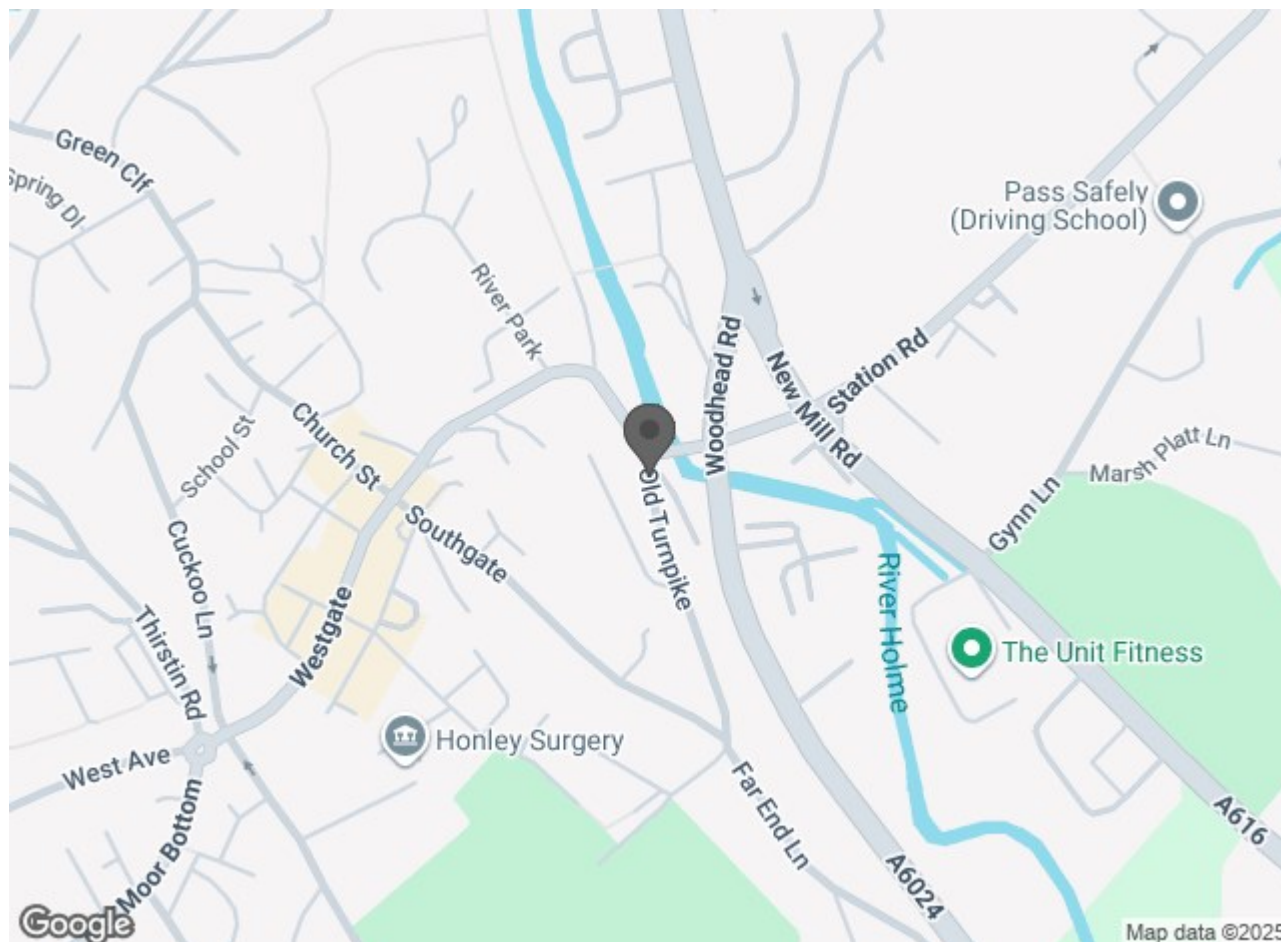 Green Clf
Spring Dl
River Park
Pass Safely
(Driving School)
Woodhead Rd
Station Rd
New Mill Rd
Church St
School St
Marsh Platt Ln
Gynn Ln
Old Turnpike
Southgate
Cuckoo Ln
Thirstin Rd
Westgate
River Holme
The Unit Fitness
Honley Surgery
West Ave
Moor Bottom
Far End Ln
A616
A6024
Google
Map data ©2025